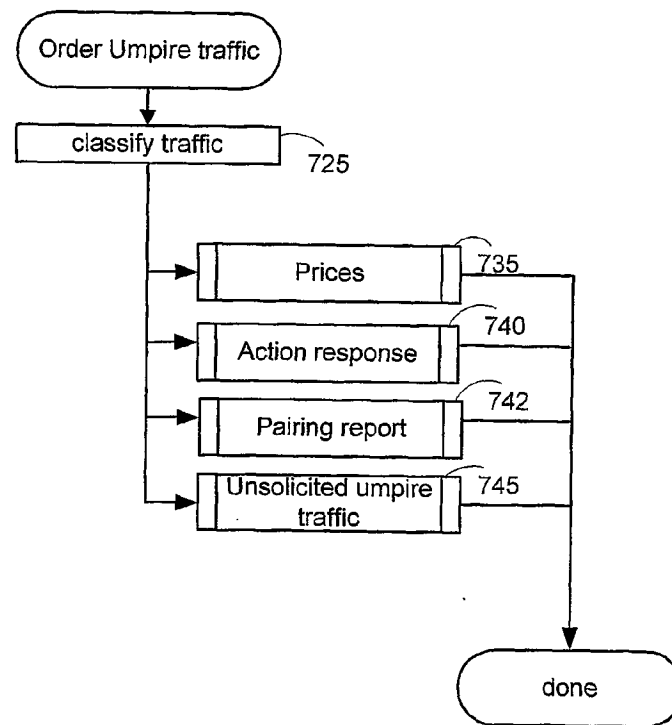 Order Umpire traffic
classify traffic
725
Prices
735
Action response
740
Pairing report
742
Unsolicited umpire
traffic
745
done